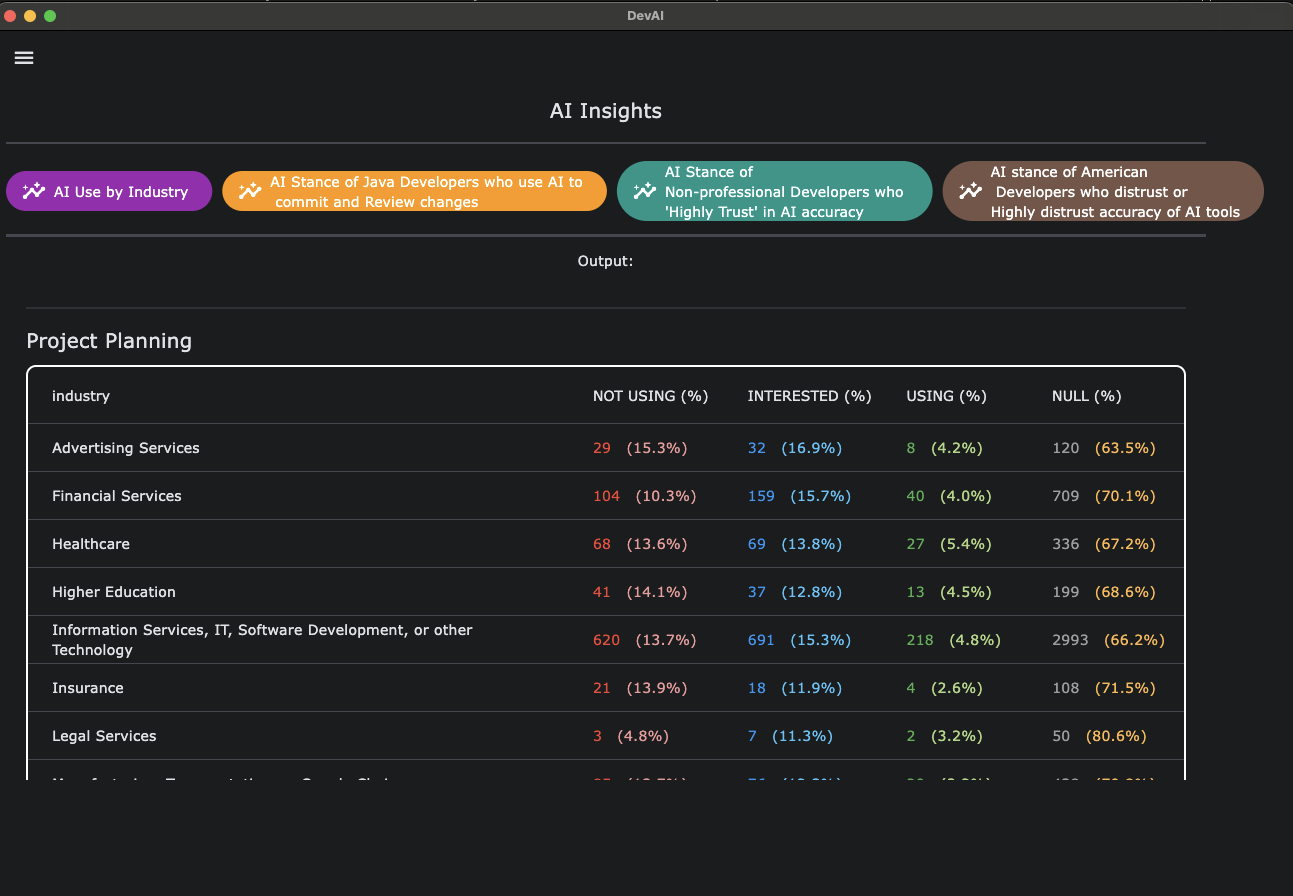 DevAI
AI Insights
AI Use by Industry
AI Stance of Java Developers who use AI to
commit and Review changes
AI Stance of
Non-professional Developers who
'Highly Trust' in AI accuracy
AI stance of American
Developers who distrust or
Highly distrust accuracy of AI tools
Output:
Project Planning
industry NOT USING (%) INTERESTED (%) USING (%) NULL (%)
Advertising Services 29 (15.3%) 32 (16.9%) 8 (4.2%) 120 (63.5%)
Financial Services 104 (10.3%) 159 (15.7%) 40 (4.0%) 709 (70.1%)
Healthcare 68 (13.6%) 69 (13.8%) 27 (5.4%) 336 (67.2%)
Higher Education 41 (14.1%) 37 (12.8%) 13 (4.5%) 199 (68.6%)
Information Services, IT, Software Development, or other
Technology 620 (13.7%) 691 (15.3%) 218 (4.8%) 2993 (66.2%)
Insurance 21 (13.9%) 18 (11.9%) 4 (2.6%) 108 (71.5%)
Legal Services 3 (4.8%) 7 (11.3%) 2 (3.2%) 50 (80.6%)